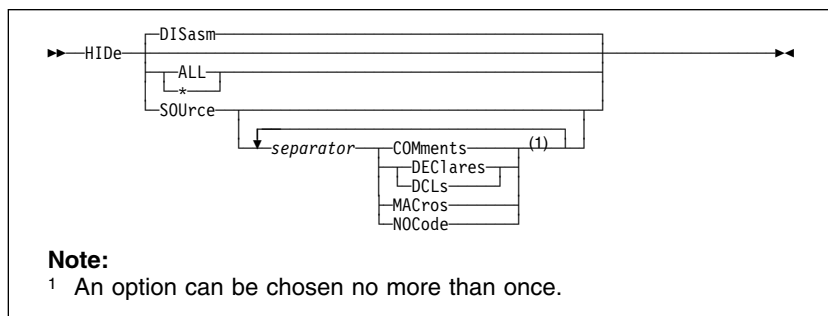 DISasm
HIDe
ALL
*
SOUrce
separator COMments (1)
DEClares
DCLs
MACros
NOCode
Note:
1 An option can be chosen no more than once.